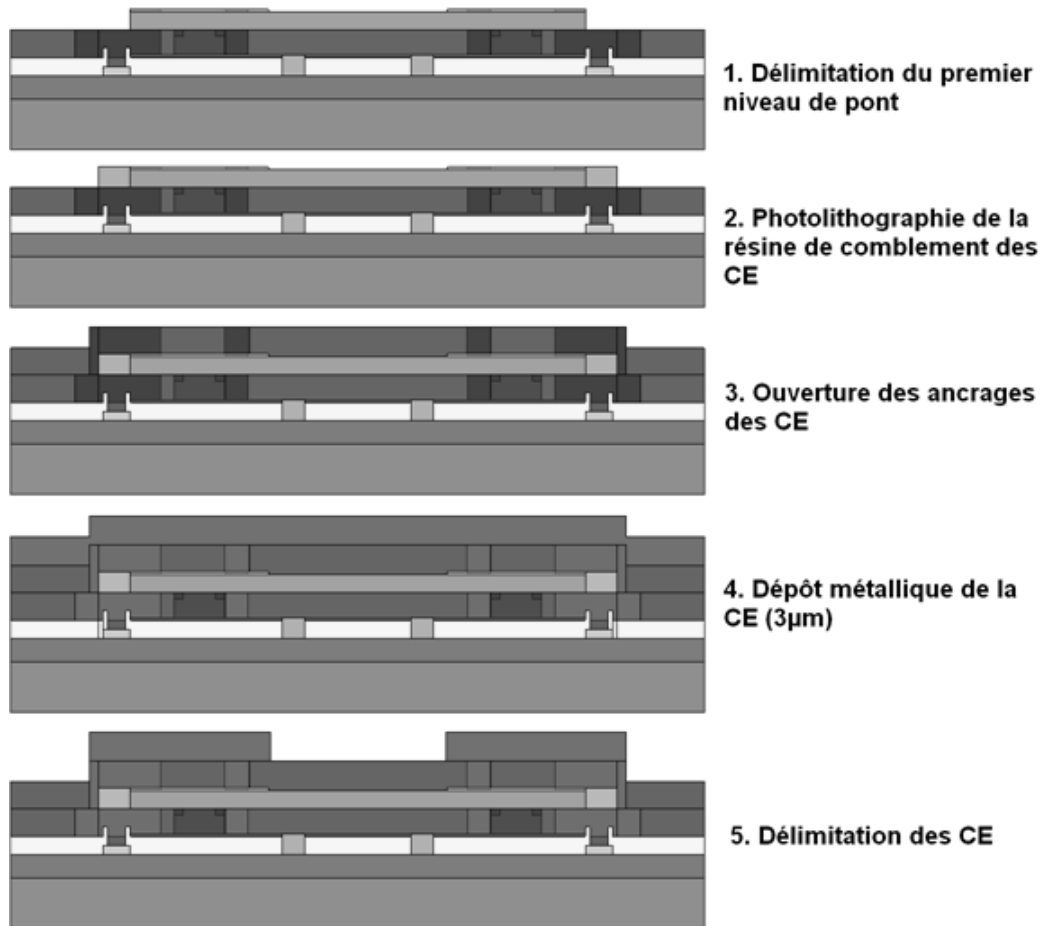 1. Délimitation du premier
niveau de pont
2. Photolithographie de la
résine de comblement des
CE
3. Ouverture des ancrages
des CE
4. Dépôt métallique de la
CE (3µm)
5. Délimitation des CE